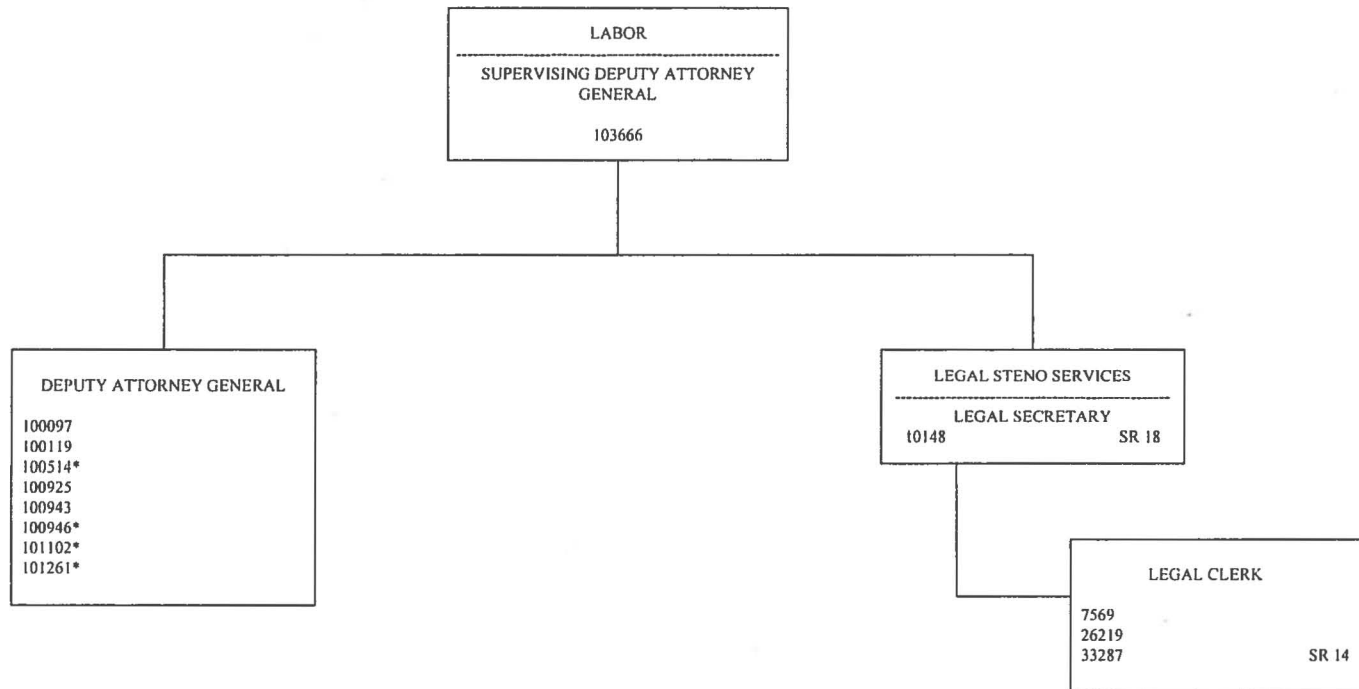 LABOR
SUPERVISING DEPUTY ATTORNEY
GENERAL
103666
DEPUTY ATTORNEY GENERAL
100097
100119
100514*
100925
100943
100946*
101102*
101261*
LEGAL STENO SERVICES
LEGAL SECRETARY
t0148 SR 18
LEGAL CLERK
7569
26219
33287 SR 14